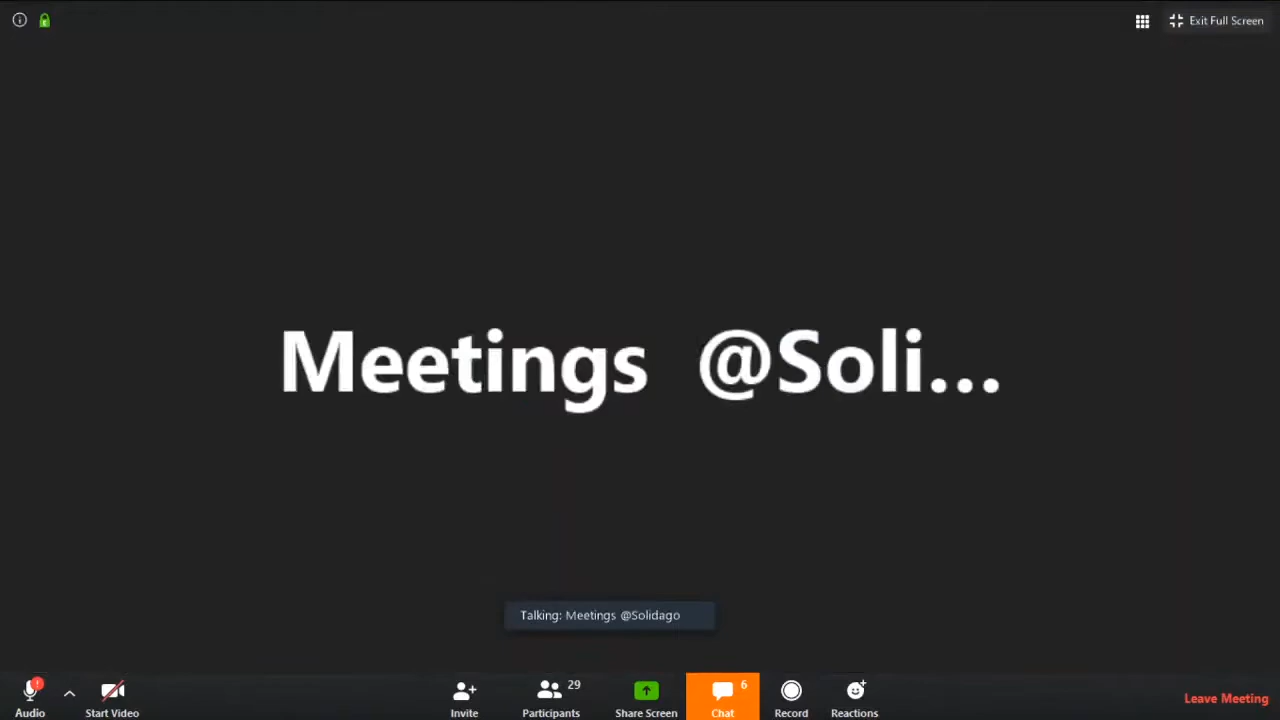 Exit Full Screen
Meetings @Soli...
Talking: Meetings @Solidago
29
6
Audio
Start Video
Invite
Participants
Share Screen
Chat
Record
Reactions
Leave Meeting